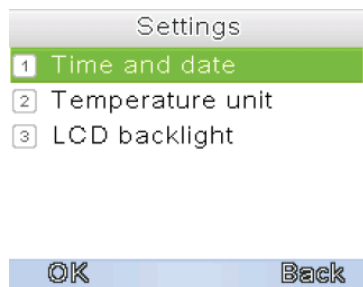 Settings
1 Time and date
2 Temperature unit
3 LCD backlight
OK Back